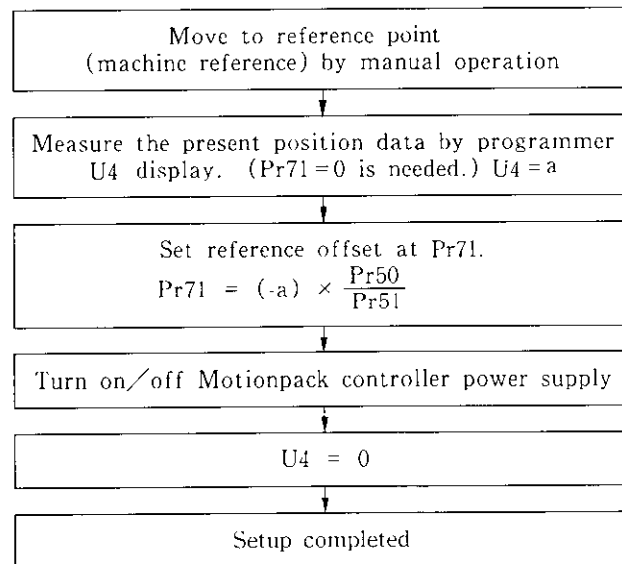 Move to reference point
(machine reference) by manual operation
Measure the present position data by programmer
U4 display. (Pr71=0 is needed.) U4=a
Set reference offset at Pr71.
Pr71 = (-a) × Pr50/Pr51
Turn on/off Motionpack controller power supply
U4 = 0
Setup completed